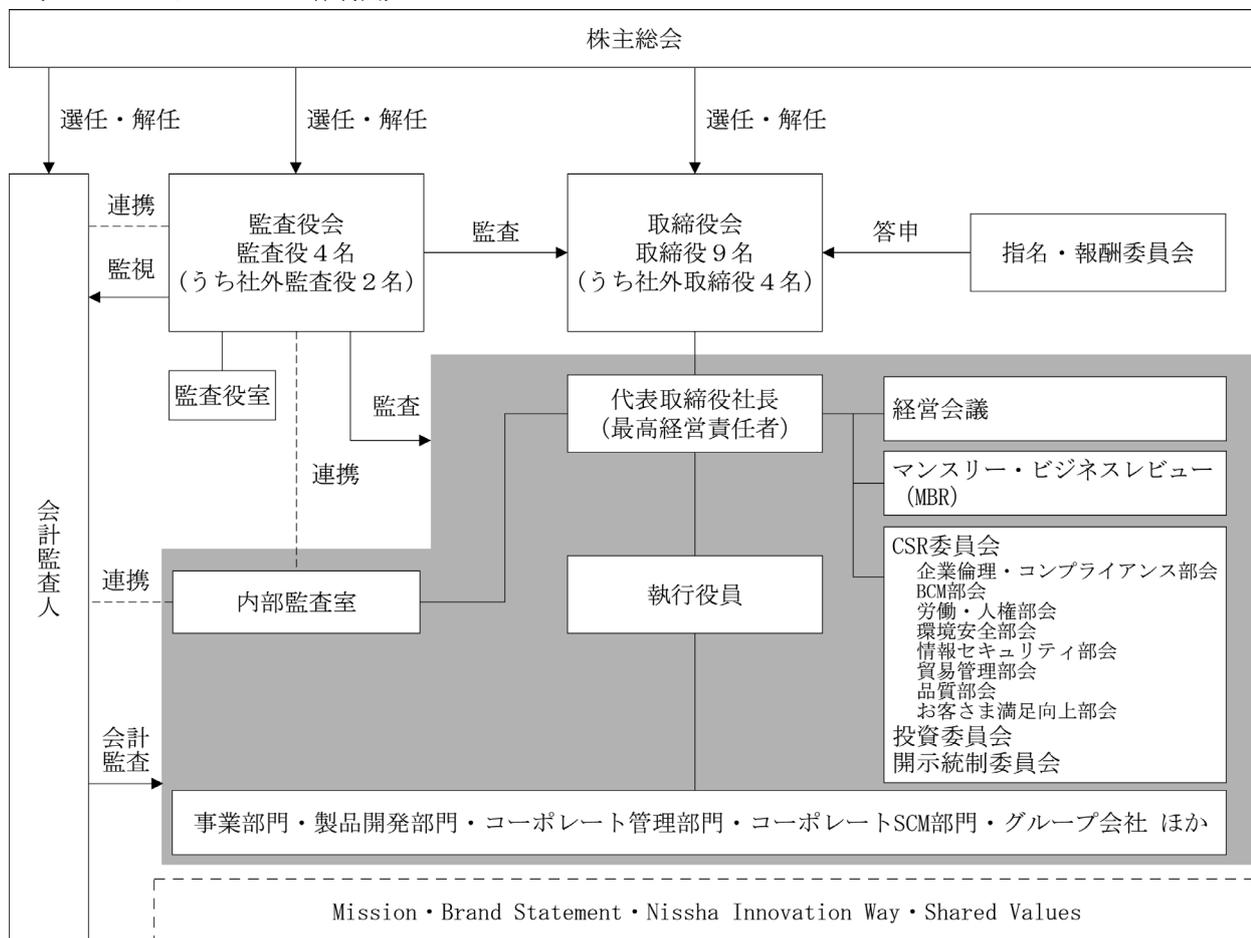 株主総会
選任・解任
選任・解任
選任・解任
連携
監視
監査役会
監査役４名
(うち社外監査役２名)
監査
取締役会
取締役９名
(うち社外取締役４名)
答申
指名・報酬委員会
監査役室
監査
連携
代表取締役社長
(最高経営責任者)
経営会議
マンスリー・ビジネスレビュー
(MBR)
CSR委員会
企業倫理・コンプライアンス部会
BCM部会
労働・人権部会
環境安全部会
情報セキュリティ部会
貿易管理部会
品質部会
お客さま満足向上部会
投資委員会
開示統制委員会
会計監査人
連携
内部監査室
執行役員
会計
監査
事業部門・製品開発部門・コーポレート管理部門・コーポレートSCM部門・グループ会社 ほか
Mission・Brand Statement・Nissha Innovation Way・Shared Values